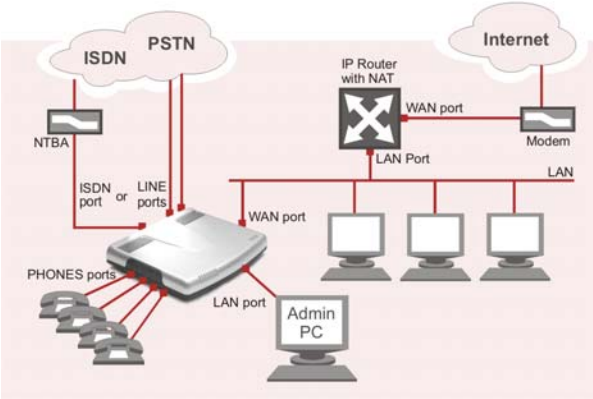 ISDN
PSTN
Internet
IP Router
with NAT
WAN port
NTBA
Modem
LAN Port
LAN
ISDN
port
or
LINE
ports
WAN port
PHONES ports
LAN port
Admin
PC